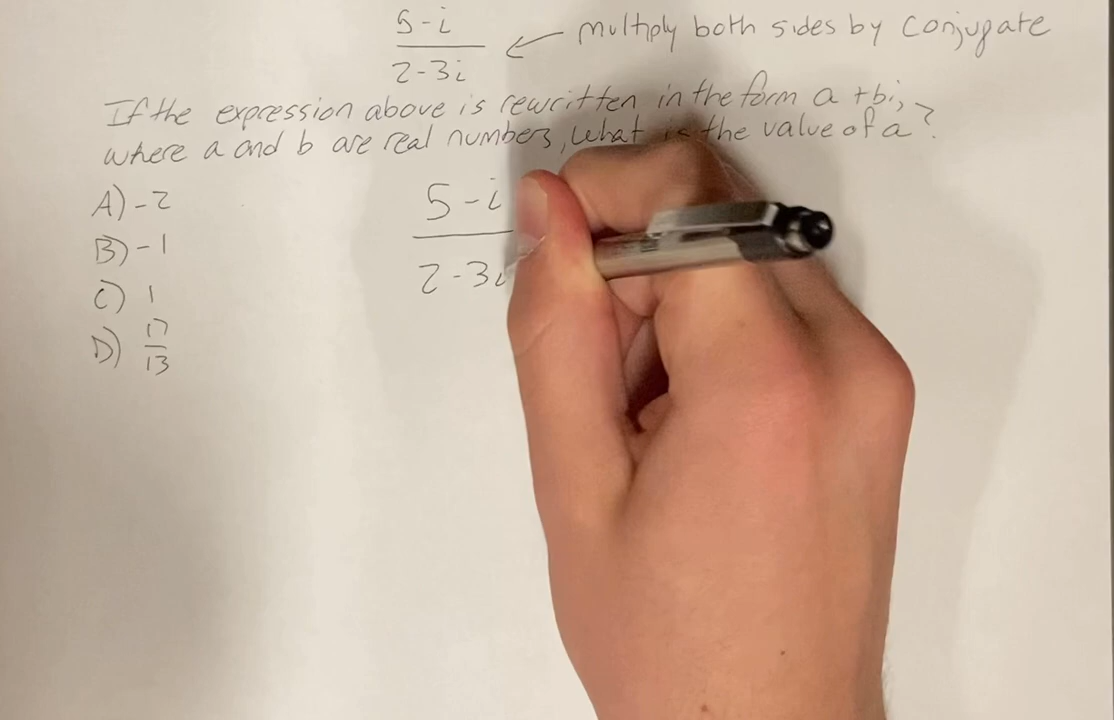 5-i
2-3i
multiply both sides by conjugate
If the expression above is rewritten in the form a + bi,
where a and b are real numbers, what is the value of a?
A) -2
B) -1
C) 1
D) 17
13
5-i
2-3i